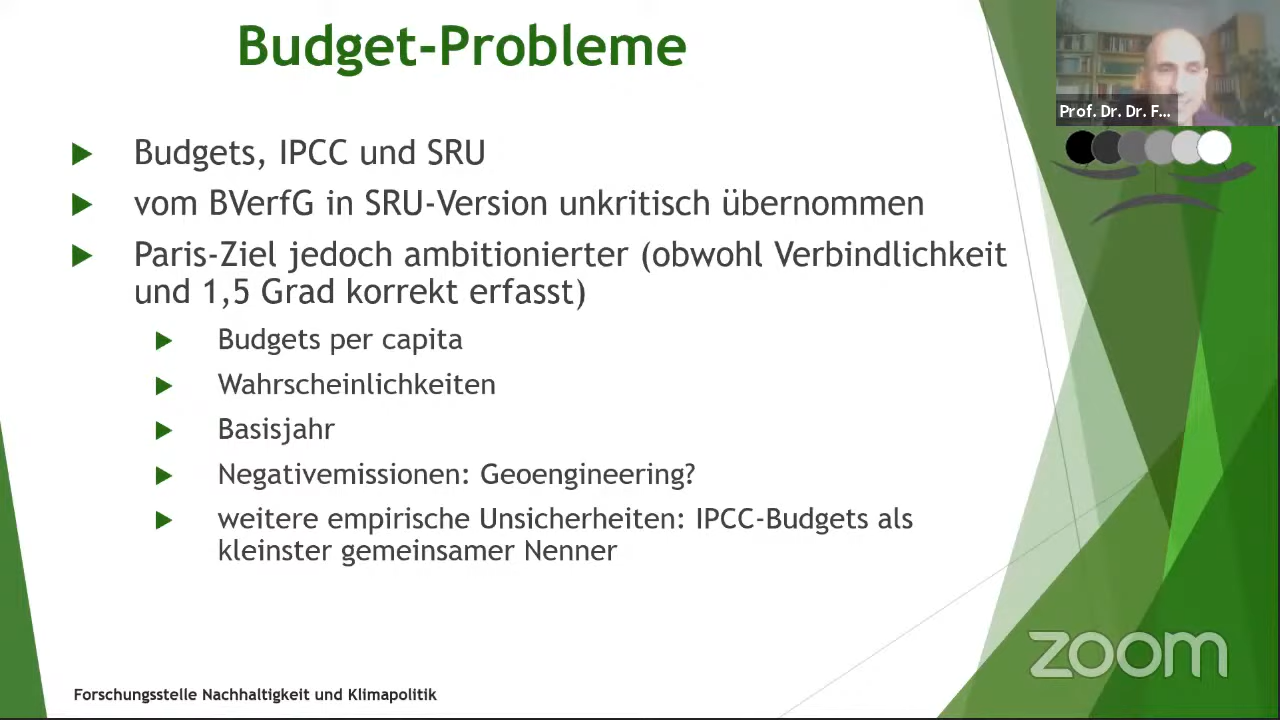 Budget-Probleme
Prof. Dr. Dr. F...
Budgets, IPCC und SRU
vom BVerfG in SRU-Version unkritisch übernommen
Paris-Ziel jedoch ambitionierter (obwohl Verbindlichkeit
und 1,5 Grad korrekt erfasst)
Budgets per capita
Wahrscheinlichkeiten
Basisjahr
Negativemissionen: Geoengineering?
weitere empirische Unsicherheiten: IPCC-Budgets als
kleinster gemeinsamer Nenner
zoom
Forschungsstelle Nachhaltigkeit und Klimapolitik